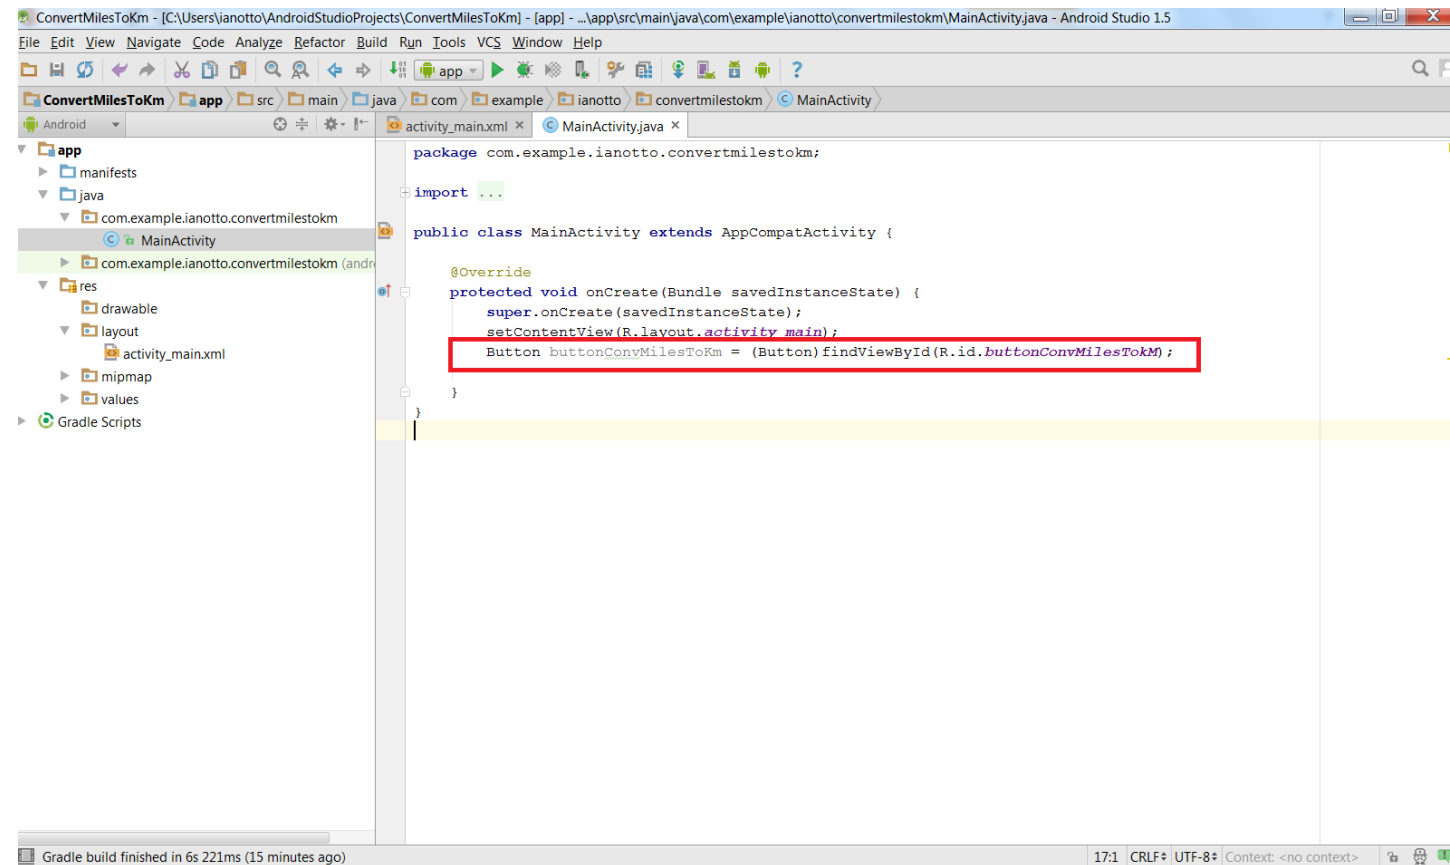 ConvertMilesToKm - [C:\Users\ianotto\AndroidStudioProjects\ConvertMilesToKm] - [app] - ...\app\src\main\java\com\example\ianotto\convertmilestokm\MainActivity.java - Android Studio 1.5
File Edit View Navigate Code Analyze Refactor Build Run Tools VCS Window Help
app
ConvertMilesToKm app src main java com example ianotto convertmilestokm MainActivity
Android activity_main.xml MainActivity.java
app
manifests
java
com.example.ianotto.convertmilestokm
MainActivity
com.example.ianotto.convertmilestokm (andr
res
drawable
layout
activity_main.xml
mipmap
values
Gradle Scripts
package com.example.ianotto.convertmilestokm;
import ...
public class MainActivity extends AppCompatActivity {
@Override
protected void onCreate(Bundle savedInstanceState) {
super.onCreate(savedInstanceState);
setContentView(R.layout.activity_main);
Button buttonConvMilesToKm = (Button)findViewById(R.id.buttonConvMilesTokM);
}
}
Gradle build finished in 6s 221ms (15 minutes ago) 17:1 CRLF UTF-8 Context: <no context>